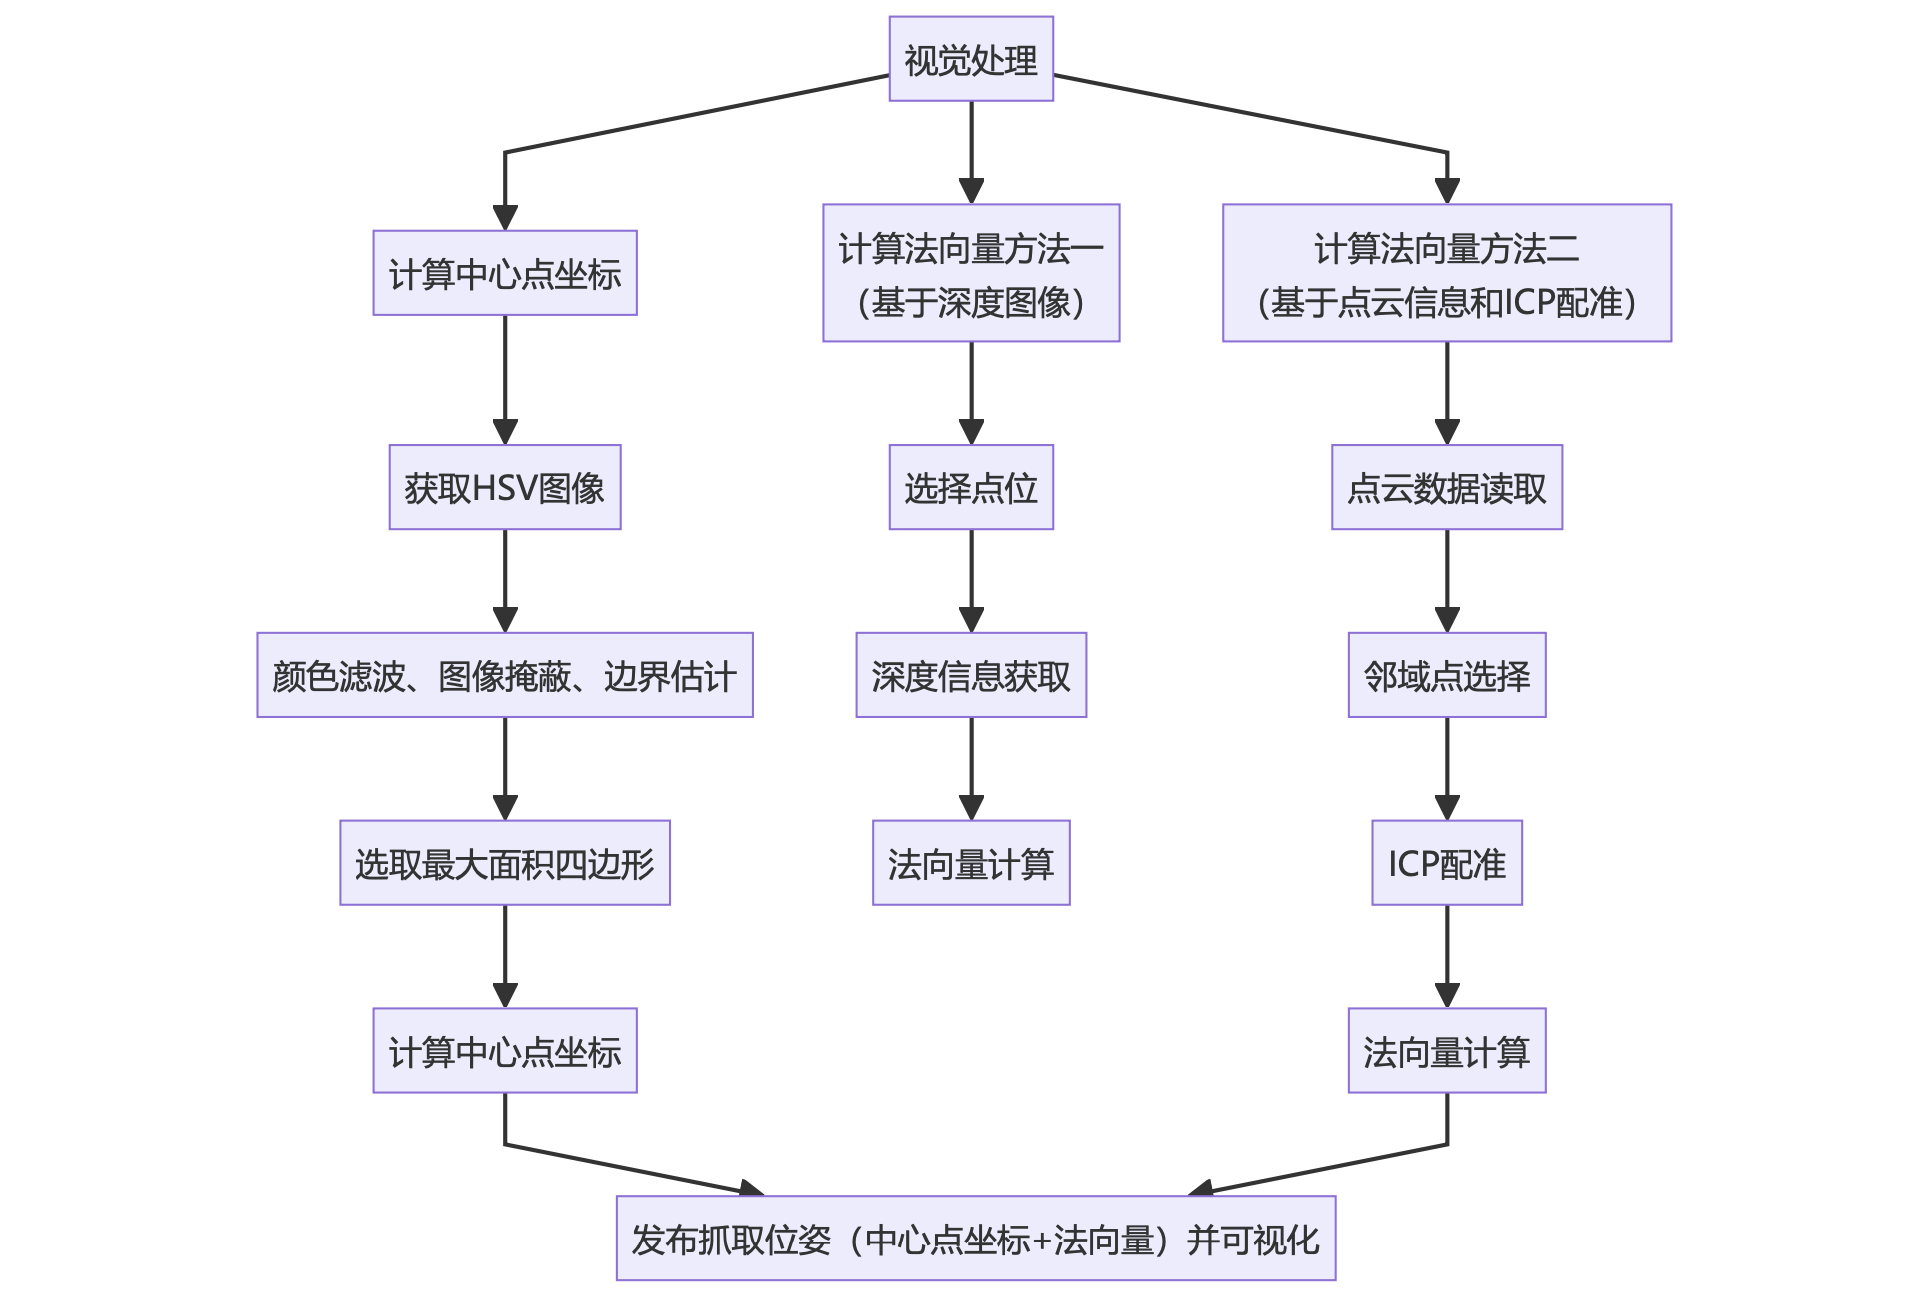 视觉处理
计算中心点坐标
计算法向量方法一
（基于深度图像）
计算法向量方法二
（基于点云信息和ICP配准）
获取HSV图像
选择点位
点云数据读取
颜色滤波、图像掩蔽、边界估计
深度信息获取
邻域点选择
选取最大面积四边形
法向量计算
ICP配准
计算中心点坐标
法向量计算
发布抓取位姿（中心点坐标+法向量）并可视化